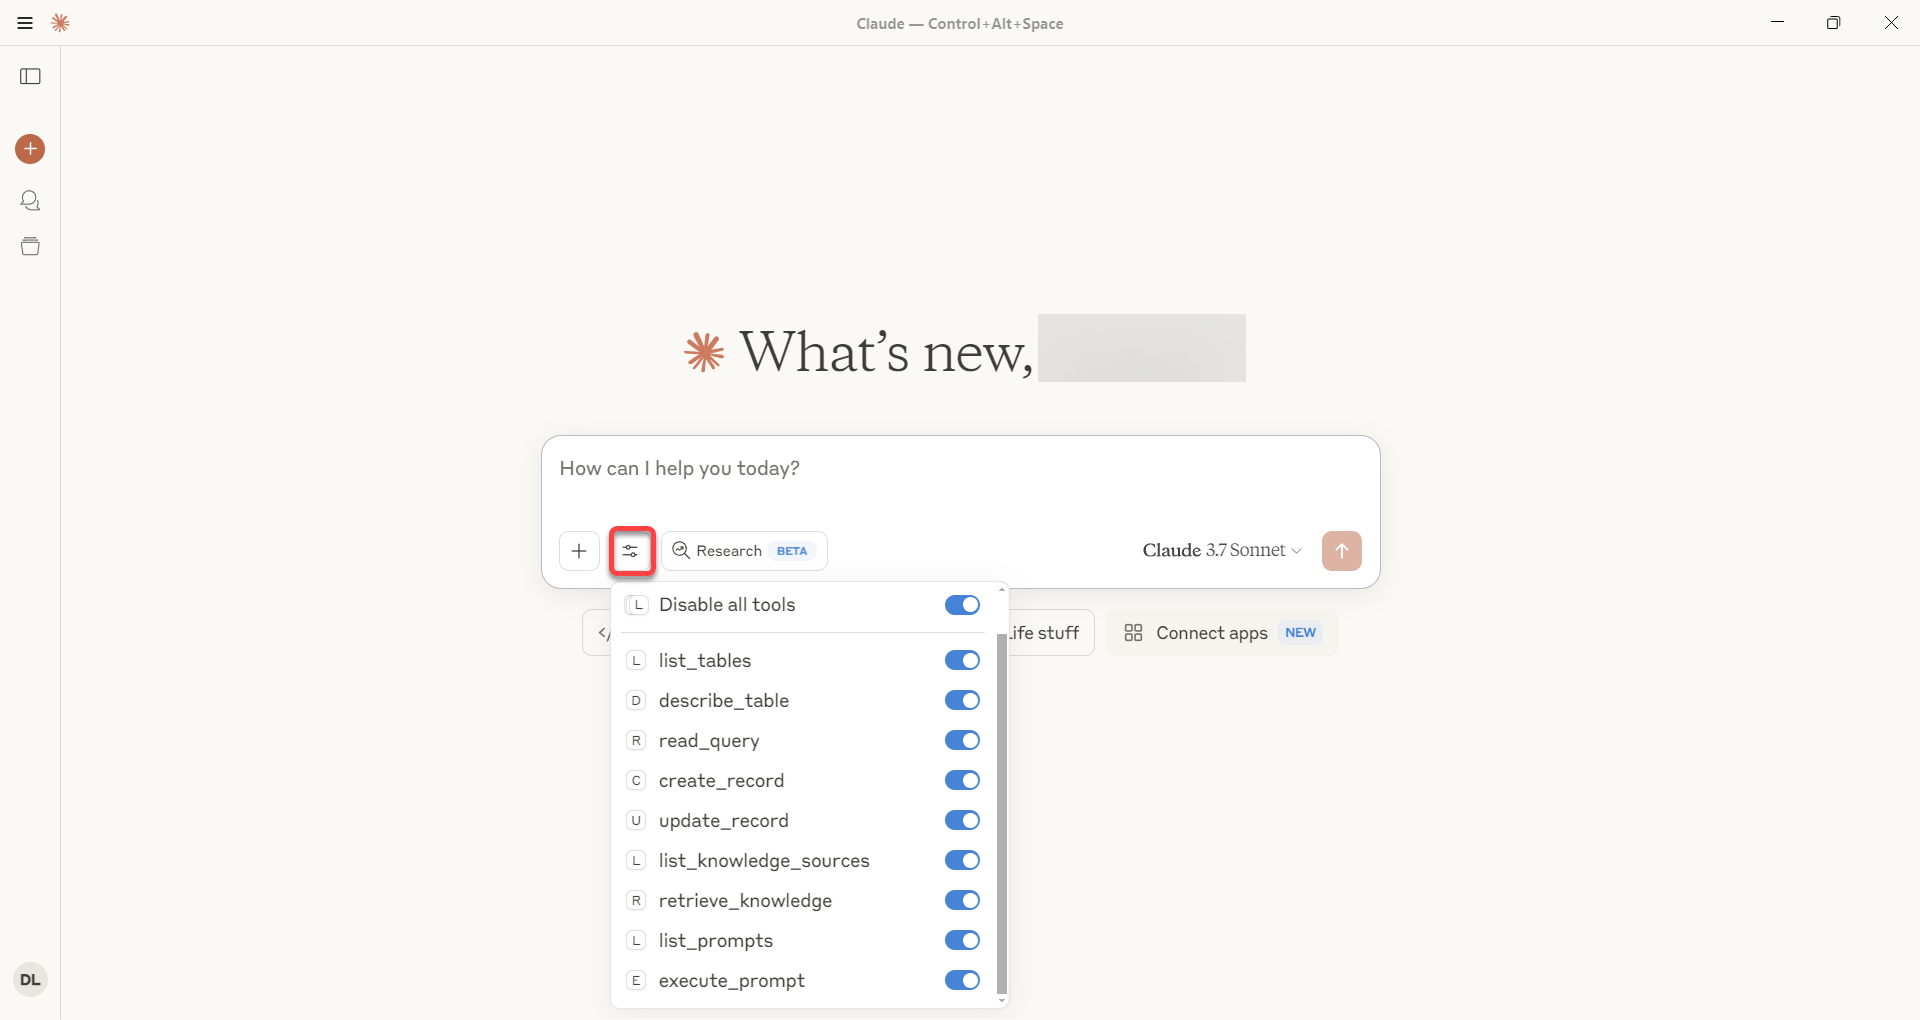 Claude — Control+Alt+Space
What's new,
How can I help you today?
Research BETA
Claude 3.7 Sonnet
L Disable all tools
</
ife stuff
Connect apps NEW
L list_tables
D describe_table
R read_query
C create_record
U update_record
L list_knowledge_sources
R retrieve_knowledge
L list_prompts
E execute_prompt
DL